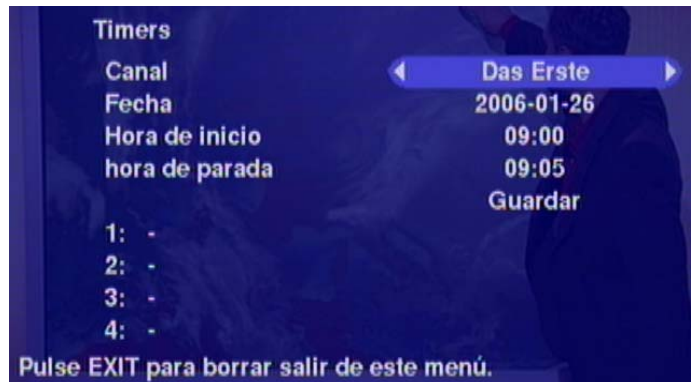 Timers
Canal Das Erste
Fecha 2006-01-26
Hora de inicio 09:00
hora de parada 09:05
Guardar
1: -
2: -
3: -
4: -
Pulse EXIT para borrar salir de este menú.